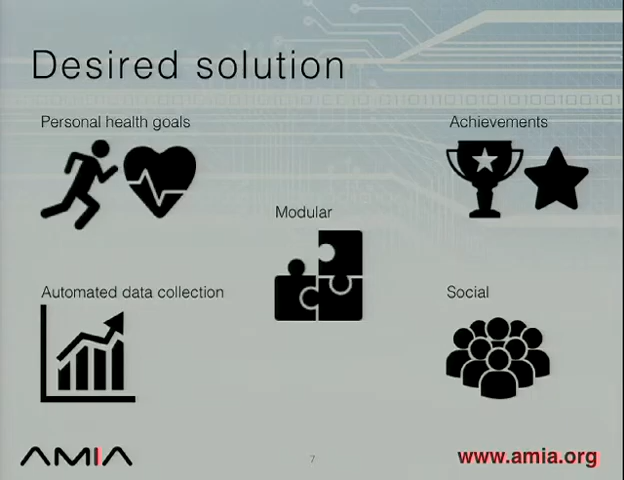 Desired solution
Personal health goals
Achievements
Modular
Automated data collection
Social
AMIA
7
www.amia.org